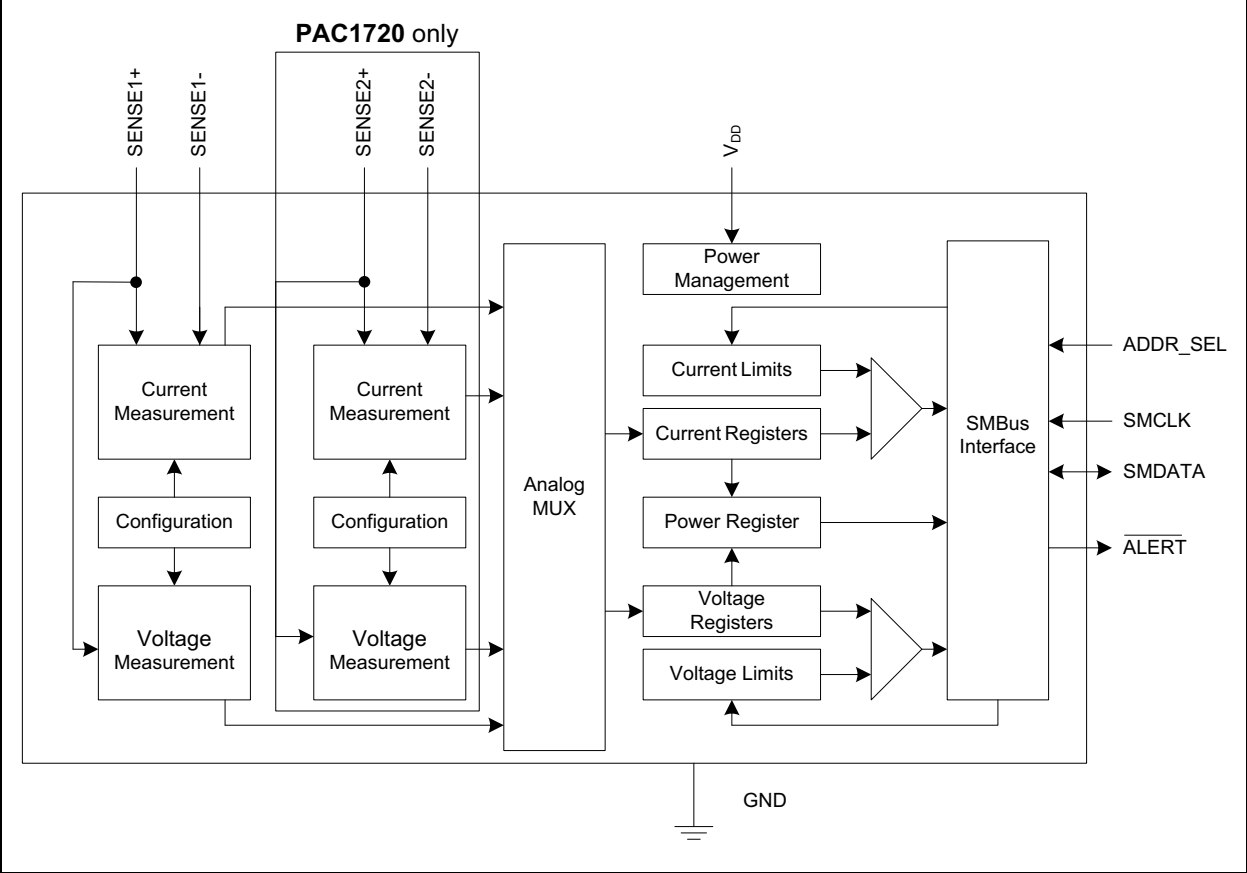 PAC1720 only
SENSE1+
SENSE1-
SENSE2+
SENSE2-
VDD
Power
Management
Current
Measurement
Current
Measurement
Configuration
Configuration
Voltage
Measurement
Voltage
Measurement
Analog
MUX
Current Limits
Current Registers
Power Register
Voltage
Registers
Voltage Limits
SMBus
Interface
ADDR_SEL
SMCLK
SMDATA
ALERT
GND